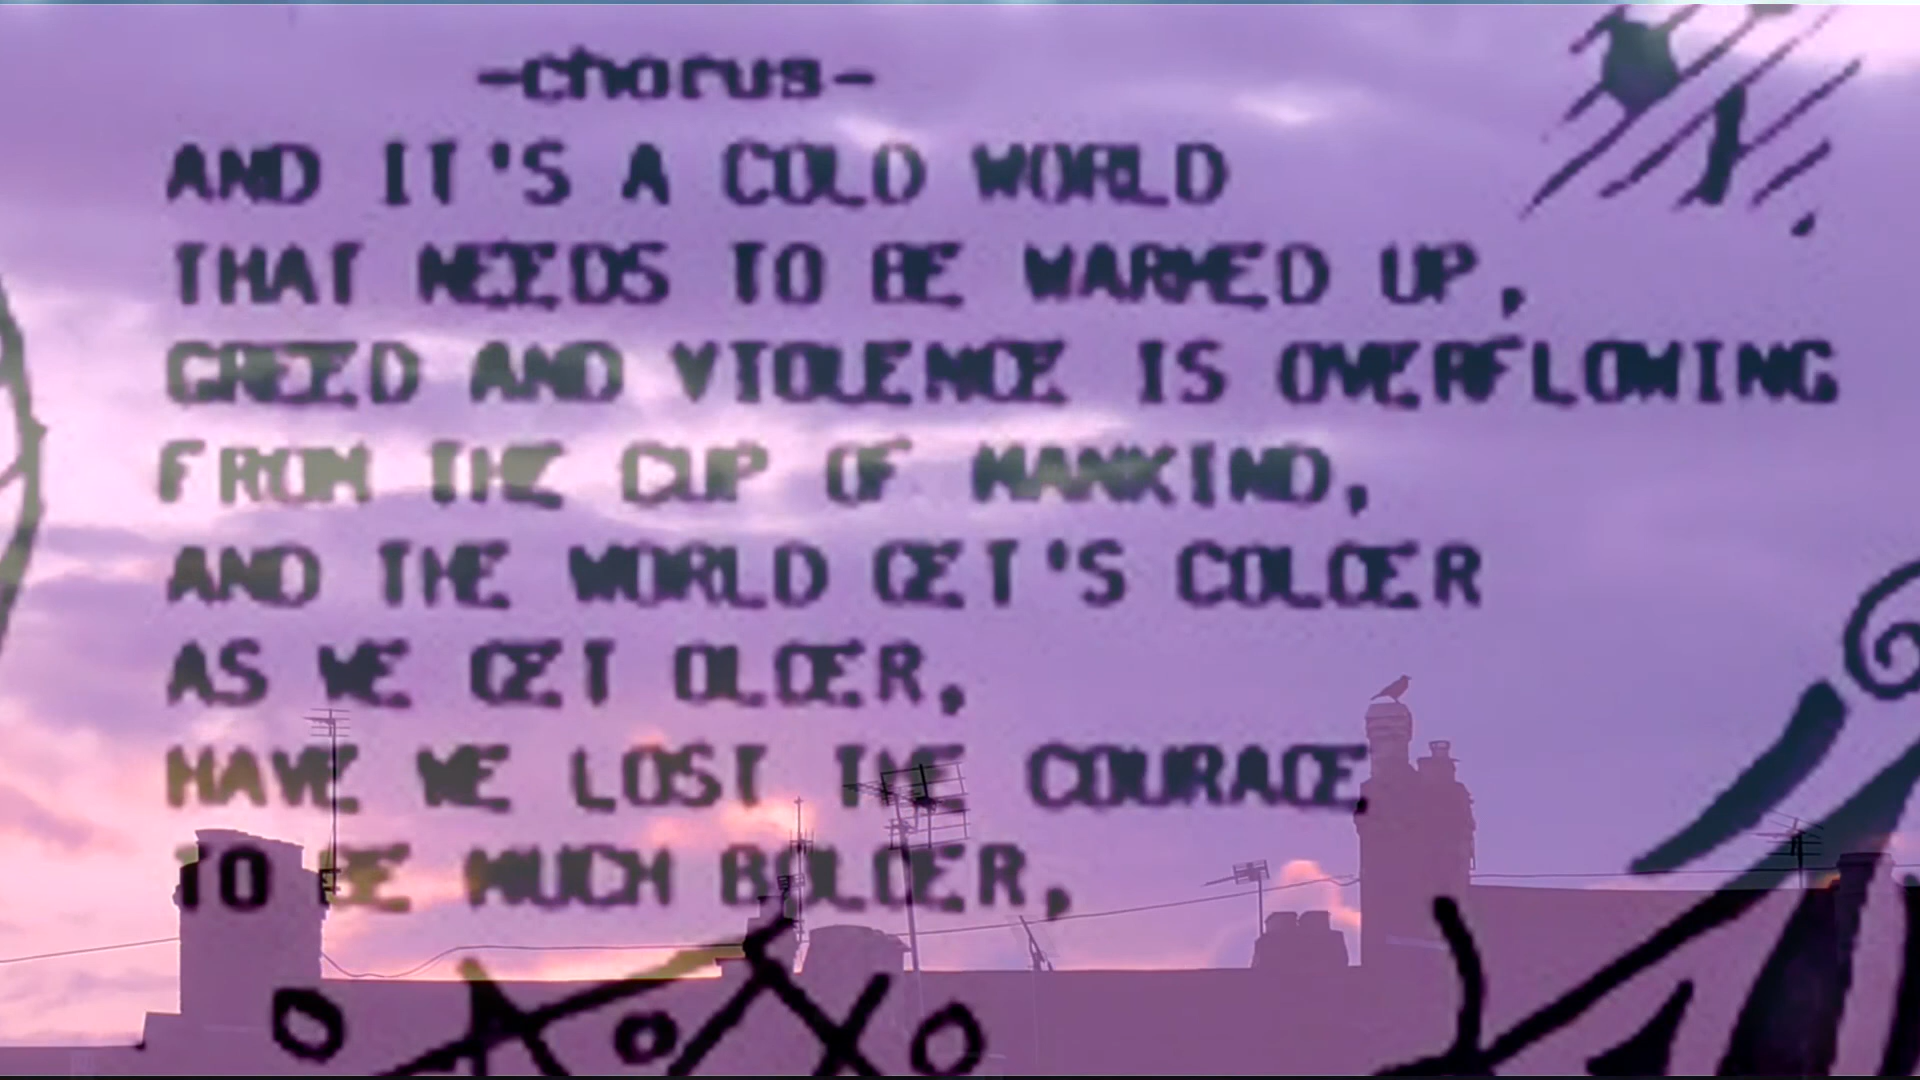 -chorus-
AND IT'S A COLD WORLD
THAT NEEDS TO BE WARMED UP,
GREED AND VIOLENCE IS OVERFLOWING
FROM THE CUP OF MANKIND,
AND THE WORLD GET'S COLDER
AS WE GET OLDER,
HAVE WE LOST THE COURAGE
TO BE MUCH BOLDER,